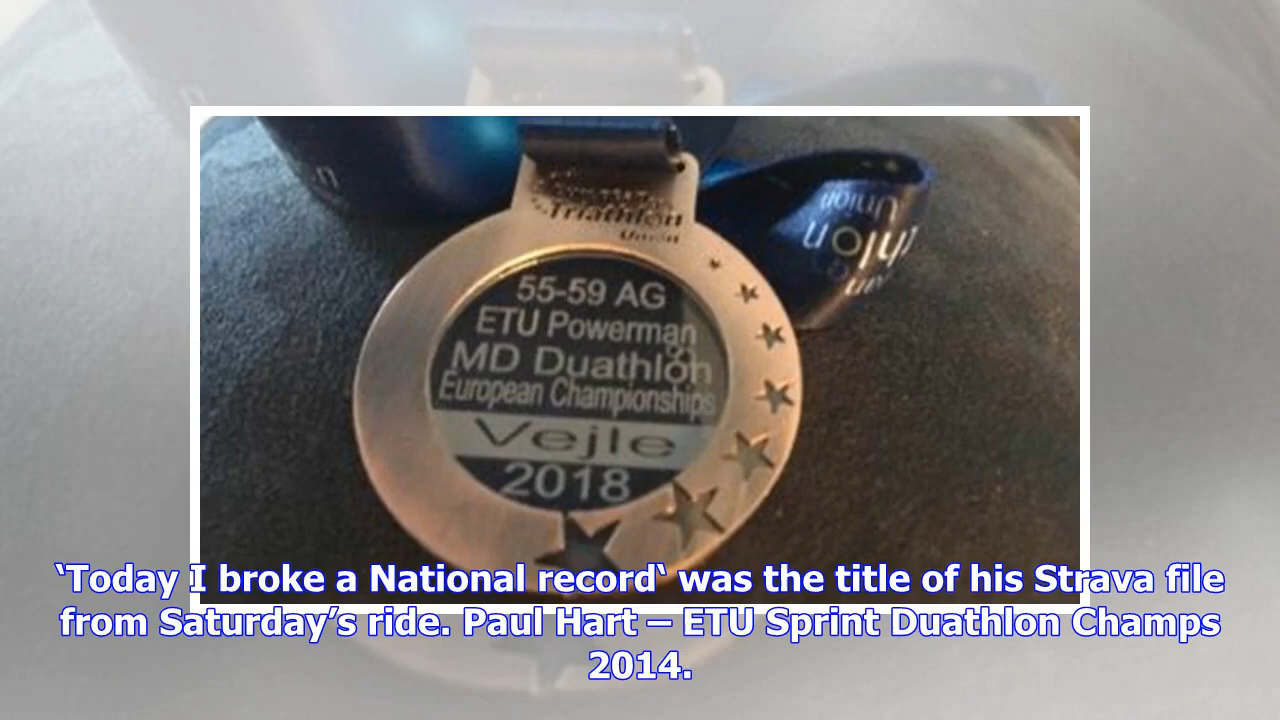 Triathlon
Union
55-59 AG
ETU Powerman
MD Duathlon
European Championships
Vejle
2018
Union
‘Today I broke a National record‘ was the title of his Strava file
from Saturday’s ride. Paul Hart – ETU Sprint Duathlon Champs
2014.